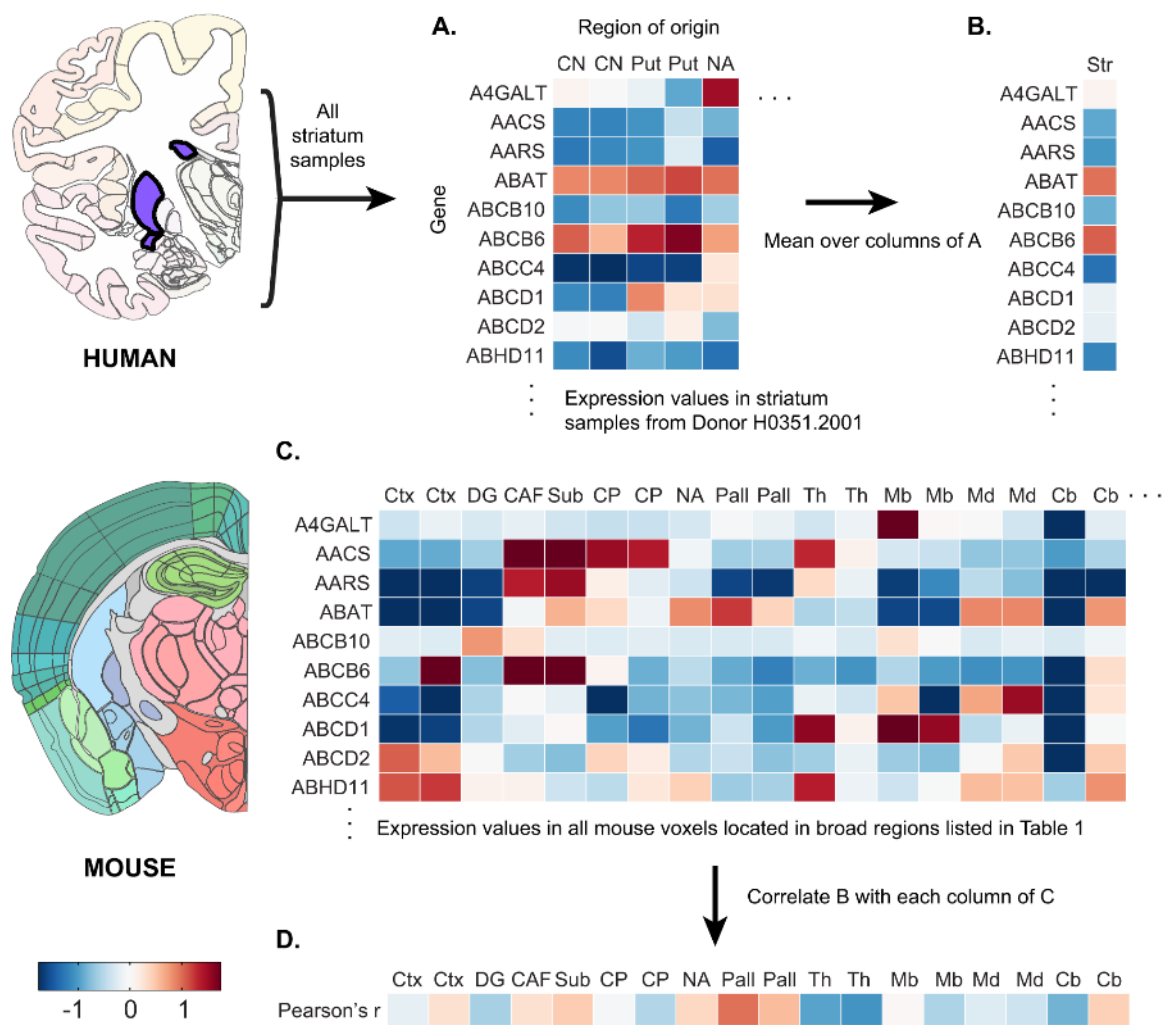 A.
Region of origin
B.
CN CN Put Put NA
Str
All
striatum
samples
Gene
A4GALT
AACS
AARS
ABAT
ABCB10
ABCB6
ABCC4
ABCD1
ABCD2
ABHD11
. . .
Mean over columns of A
A4GALT
AACS
AARS
ABAT
ABCB10
ABCB6
ABCC4
ABCD1
ABCD2
ABHD11
HUMAN
Expression values in striatum
samples from Donor H0351.2001
C.
Ctx Ctx DG CAF Sub CP CP NA Pall Pall Th Th Mb Mb Md Md Cb Cb . . .
A4GALT
AACS
AARS
ABAT
ABCB10
ABCB6
ABCC4
ABCD1
ABCD2
ABHD11
Expression values in all mouse voxels located in broad regions listed in Table 1
MOUSE
Correlate B with each column of C
D.
Ctx Ctx DG CAF Sub CP CP NA Pall Pall Th Th Mb Mb Md Md Cb Cb
Pearson's r
-1 0 1